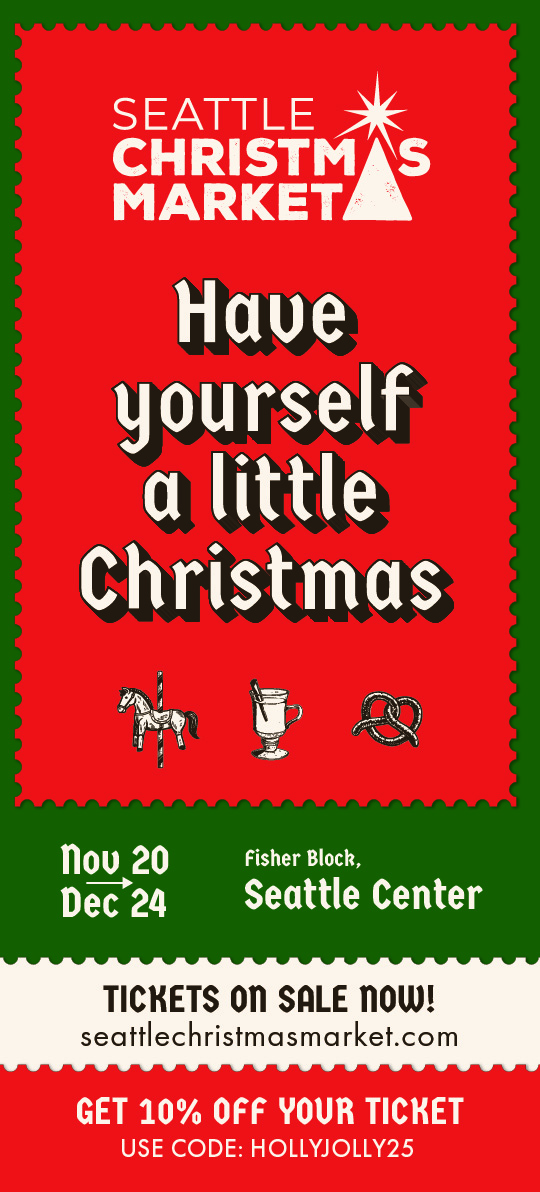 SEATTLE
CHRISTMAS
MARKET
Have
yourself
a little
Christmas
Nov 20
Dec 24
Fisher Block,
Seattle Center
TICKETS ON SALE NOW!
seattlechristmasmarket.com
GET 10% OFF YOUR TICKET
USE CODE: HOLLYJOLLY25